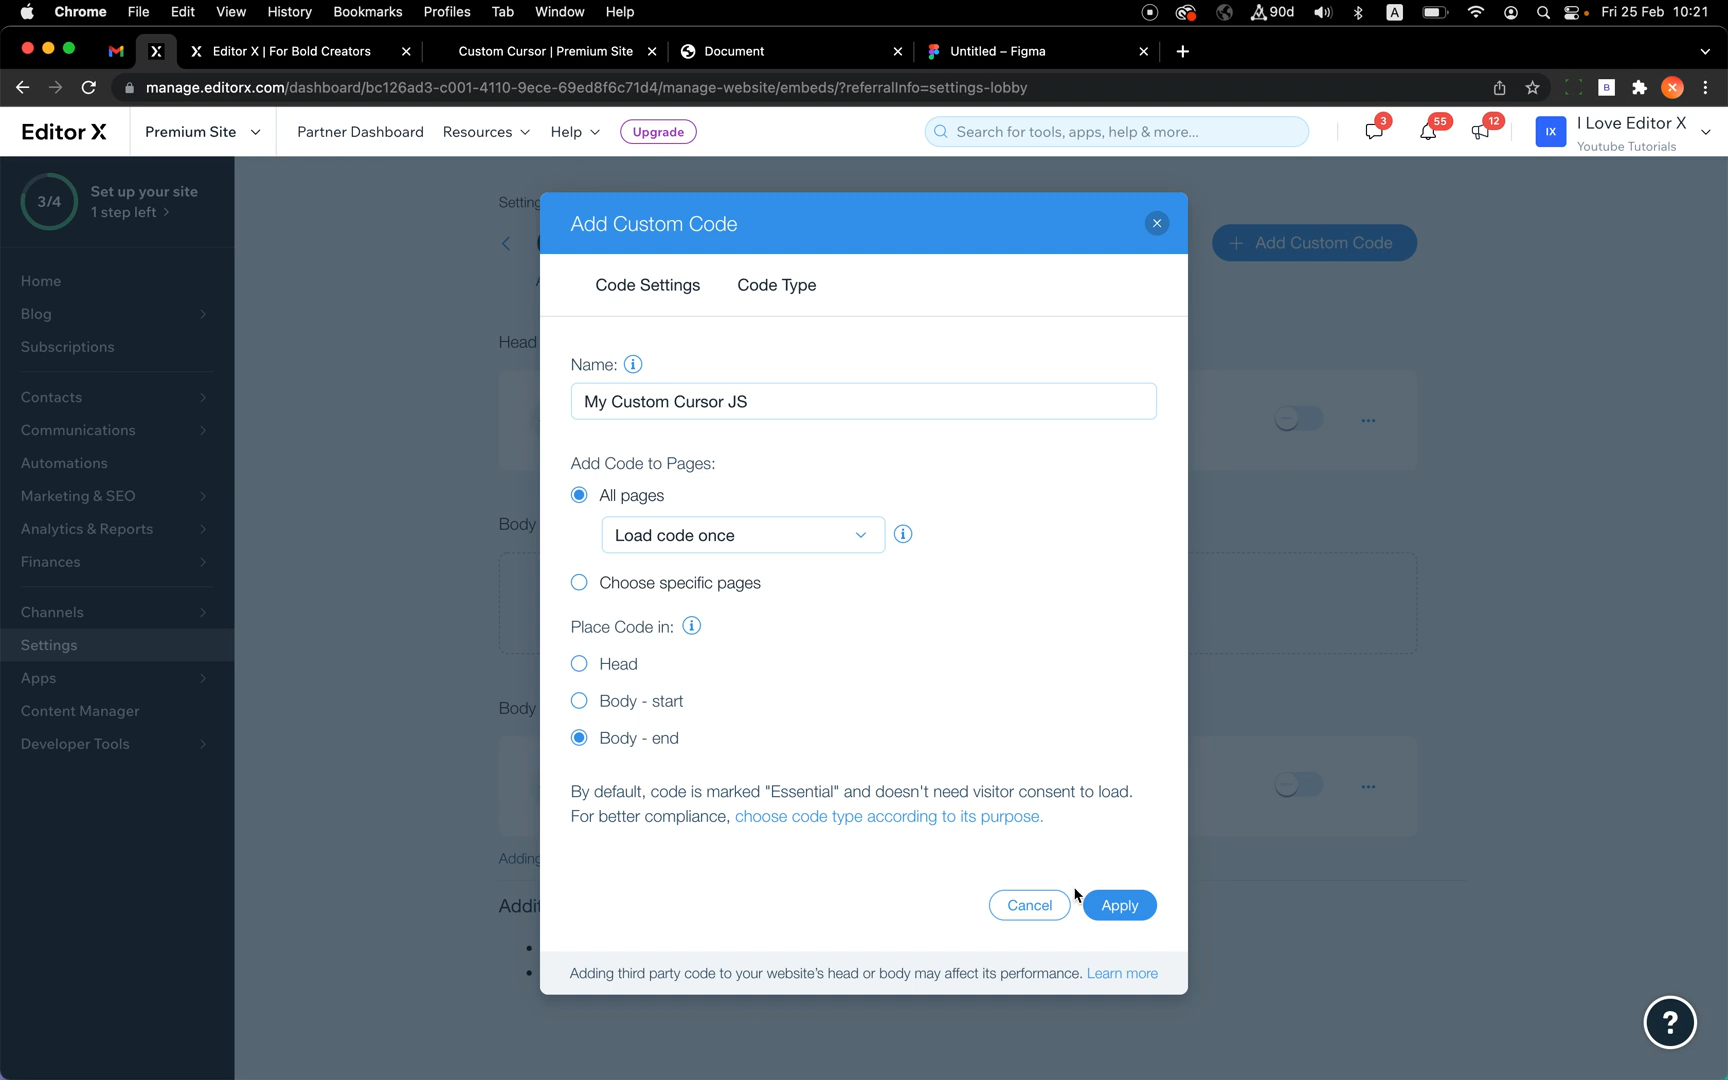 Chrome File Edit View History Bookmarks Profiles Tab Window Help 90d A Fri 25 Feb 10:21
Editor X | For Bold Creators Custom Cursor | Premium Site Document Untitled – Figma
manage.editorx.com/dashboard/bc126ad3-c001-4110-9ece-69ed8f6c71d4/manage-website/embeds/?referralInfo=settings-lobby
Editor X Premium Site Partner Dashboard Resources Help Upgrade Search for tools, apps, help & more... 3 55 12 IX I Love Editor X
Youtube Tutorials
3/4 Set up your site
1 step left >
Home
Blog
Subscriptions
Contacts
Communications
Automations
Marketing & SEO
Analytics & Reports
Finances
Channels
Settings
Apps
Content Manager
Developer Tools
+ Add Custom Code
Head
Body
Body
Add Custom Code
Code Settings Code Type
Name:
My Custom Cursor JS
Add Code to Pages:
All pages
Load code once
Choose specific pages
Place Code in:
Head
Body - start
Body - end
By default, code is marked "Essential" and doesn't need visitor consent to load.
For better compliance, choose code type according to its purpose.
Cancel Apply
Adding third party code to your website's head or body may affect its performance. Learn more
?